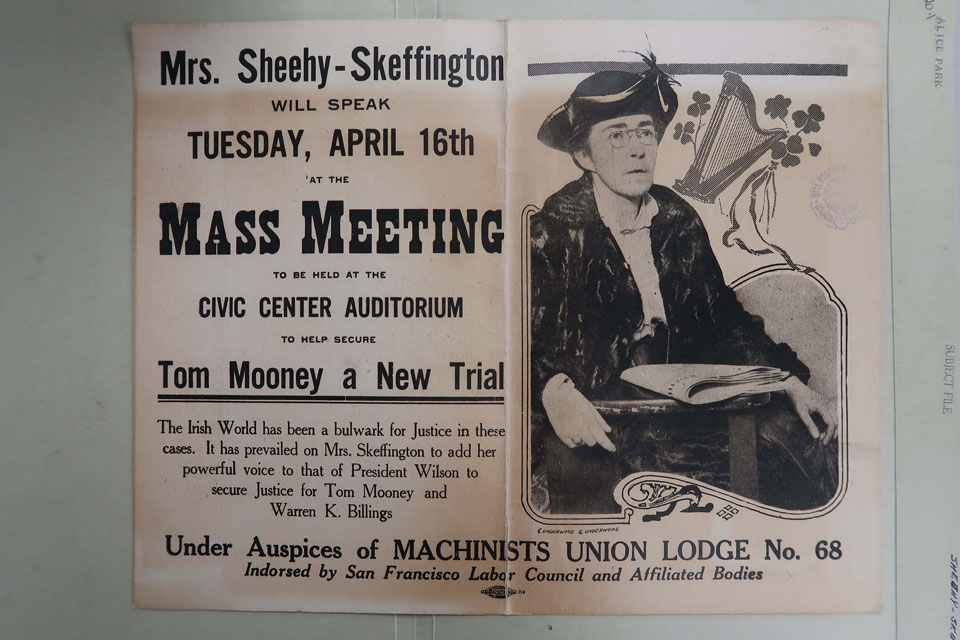 Mrs. Sheehy-Skeffington
WILL SPEAK
TUESDAY, APRIL 16th
AT THE
MASS MEETING
TO BE HELD AT THE
CIVIC CENTER AUDITORIUM
TO HELP SECURE
Tom Mooney a New Trial
The Irish World has been a bulwark for Justice in these
cases. It has prevailed on Mrs. Skeffington to add her
powerful voice to that of President Wilson to
secure Justice for Tom Mooney and
Warren K. Billings
© UNDERWOOD & UNDERWOOD
Under Auspices of MACHINISTS UNION LODGE No. 68
Indorsed by San Francisco Labor Council and Affiliated Bodies
ALICE PARK
SUBJECT FILE